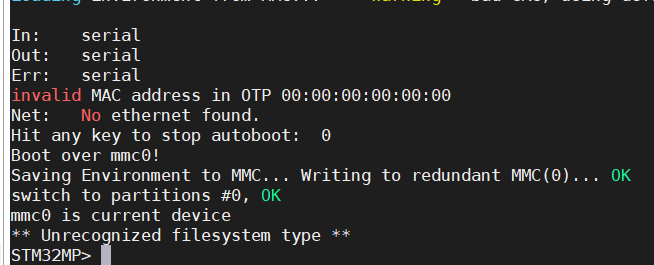 In:    serial
Out:   serial
Err:   serial
invalid MAC address in OTP 00:00:00:00:00:00
Net:   No ethernet found.
Hit any key to stop autoboot:  0
Boot over mmc0!
Saving Environment to MMC... Writing to redundant MMC(0)... OK
switch to partitions #0, OK
mmc0 is current device
** Unrecognized filesystem type **
STM32MP>